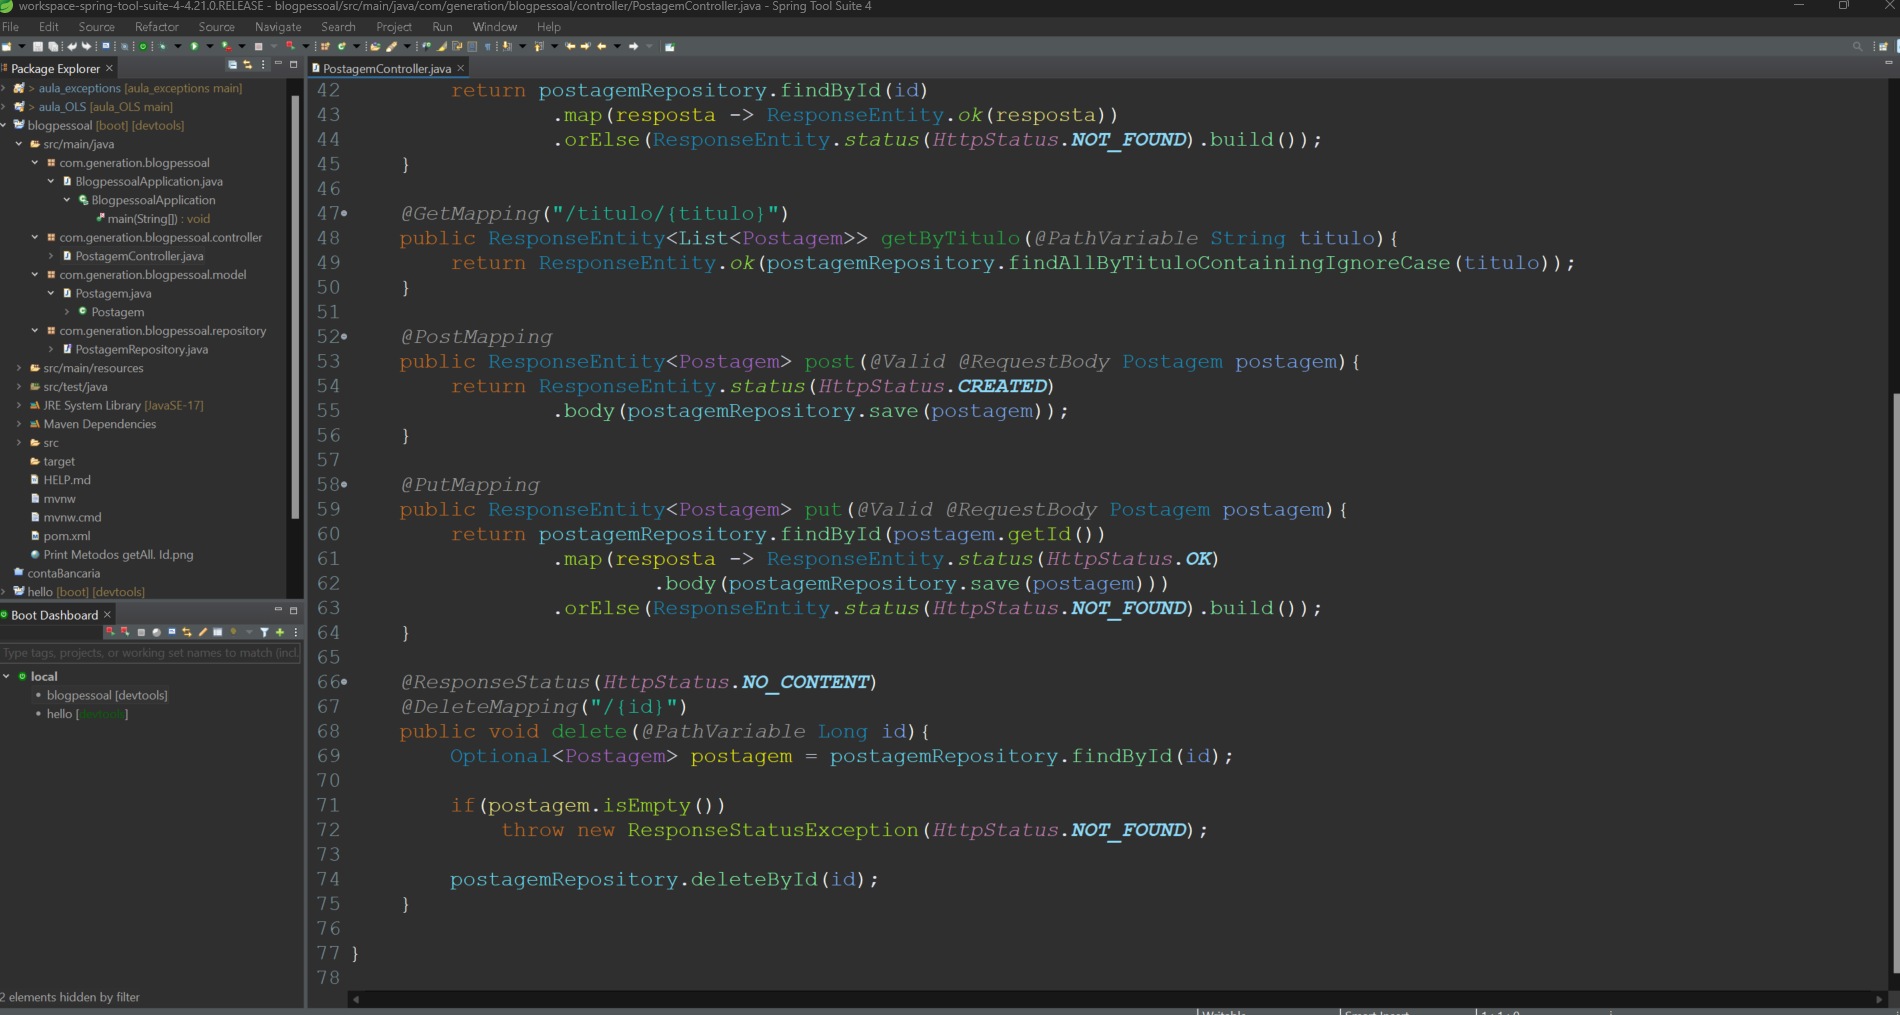 workspace-spring-tool-suite-4-4.21.0.RELEASE - blogpessoal/src/main/java/com/generation/blogpessoal/controller/PostagemController.java - Spring Tool Suite 4
File Edit Source Refactor Source Navigate Search Project Run Window Help
Package Explorer ×
> aula_exceptions [aula_exceptions main]
> aula_OLS [aula_OLS main]
blogpessoal [boot] [devtools]
src/main/java
com.generation.blogpessoal
BlogpessoalApplication.java
BlogpessoalApplication
main(String[]) : void
com.generation.blogpessoal.controller
PostagemController.java
com.generation.blogpessoal.model
Postagem.java
Postagem
com.generation.blogpessoal.repository
PostagemRepository.java
src/main/resources
src/test/java
JRE System Library [JavaSE-17]
Maven Dependencies
src
target
HELP.md
mvnw
mvnw.cmd
pom.xml
Print Metodos getAll. Id.png
contaBancaria
hello [boot] [devtools]
Boot Dashboard ×
Type tags, projects, or working set names to match (incl.
local
blogpessoal [devtools]
hello [devtools]
2 elements hidden by filter
PostagemController.java ×
42 return postagemRepository.findById(id)
43 .map(resposta -> ResponseEntity.ok(resposta))
44 .orElse(ResponseEntity.status(HttpStatus.NOT_FOUND).build());
45 }
46
47 @GetMapping("/titulo/{titulo}")
48 public ResponseEntity<List<Postagem>> getByTitulo(@PathVariable String titulo){
49 return ResponseEntity.ok(postagemRepository.findAllByTituloContainingIgnoreCase(titulo));
50 }
51
52 @PostMapping
53 public ResponseEntity<Postagem> post(@Valid @RequestBody Postagem postagem){
54 return ResponseEntity.status(HttpStatus.CREATED)
55 .body(postagemRepository.save(postagem));
56 }
57
58 @PutMapping
59 public ResponseEntity<Postagem> put(@Valid @RequestBody Postagem postagem){
60 return postagemRepository.findById(postagem.getId())
61 .map(resposta -> ResponseEntity.status(HttpStatus.OK)
62 .body(postagemRepository.save(postagem)))
63 .orElse(ResponseEntity.status(HttpStatus.NOT_FOUND).build());
64 }
65
66 @ResponseStatus(HttpStatus.NO_CONTENT)
67 @DeleteMapping("/{id}")
68 public void delete(@PathVariable Long id){
69 Optional<Postagem> postagem = postagemRepository.findById(id);
70
71 if(postagem.isEmpty())
72 throw new ResponseStatusException(HttpStatus.NOT_FOUND);
73
74 postagemRepository.deleteById(id);
75 }
76
77 }
78